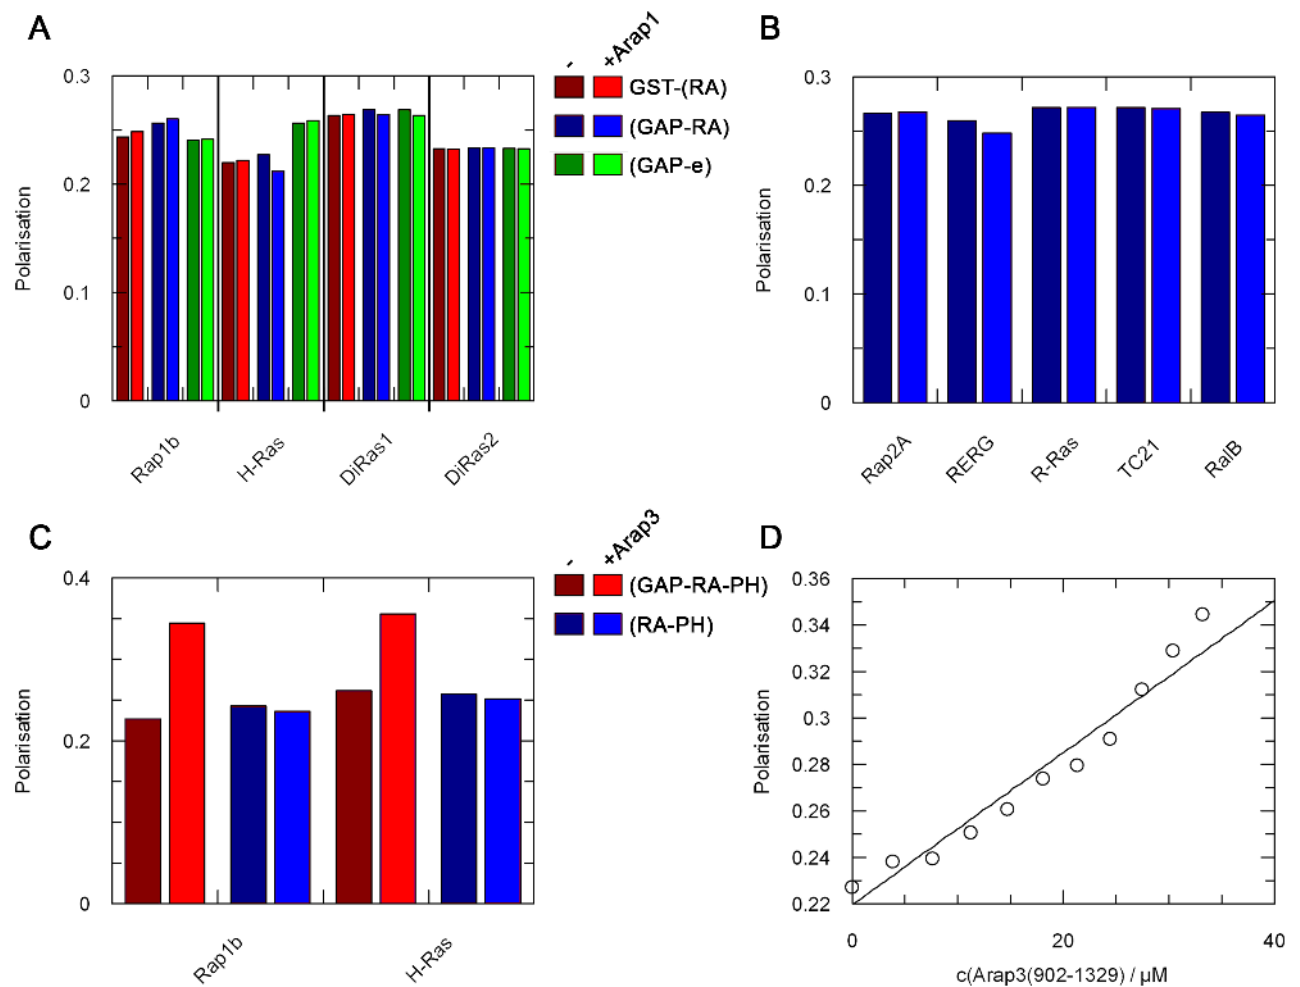 A
- +Arap1
GST-(RA)
(GAP-RA)
(GAP-e)
0.3
0.2
0.1
0
Polarisation
Rap1b H-Ras DiRas1 DiRas2
B
0.3
0.2
0.1
0
Polarisation
Rap2A RERG R-Ras TC21 RalB
C
- +Arap3
(GAP-RA-PH)
(RA-PH)
0.4
0.2
0
Polarisation
Rap1b H-Ras
D
0.36
0.34
0.32
0.3
0.28
0.26
0.24
0.22
Polarisation
0 20 40
c(Arap3(902-1329) / µM